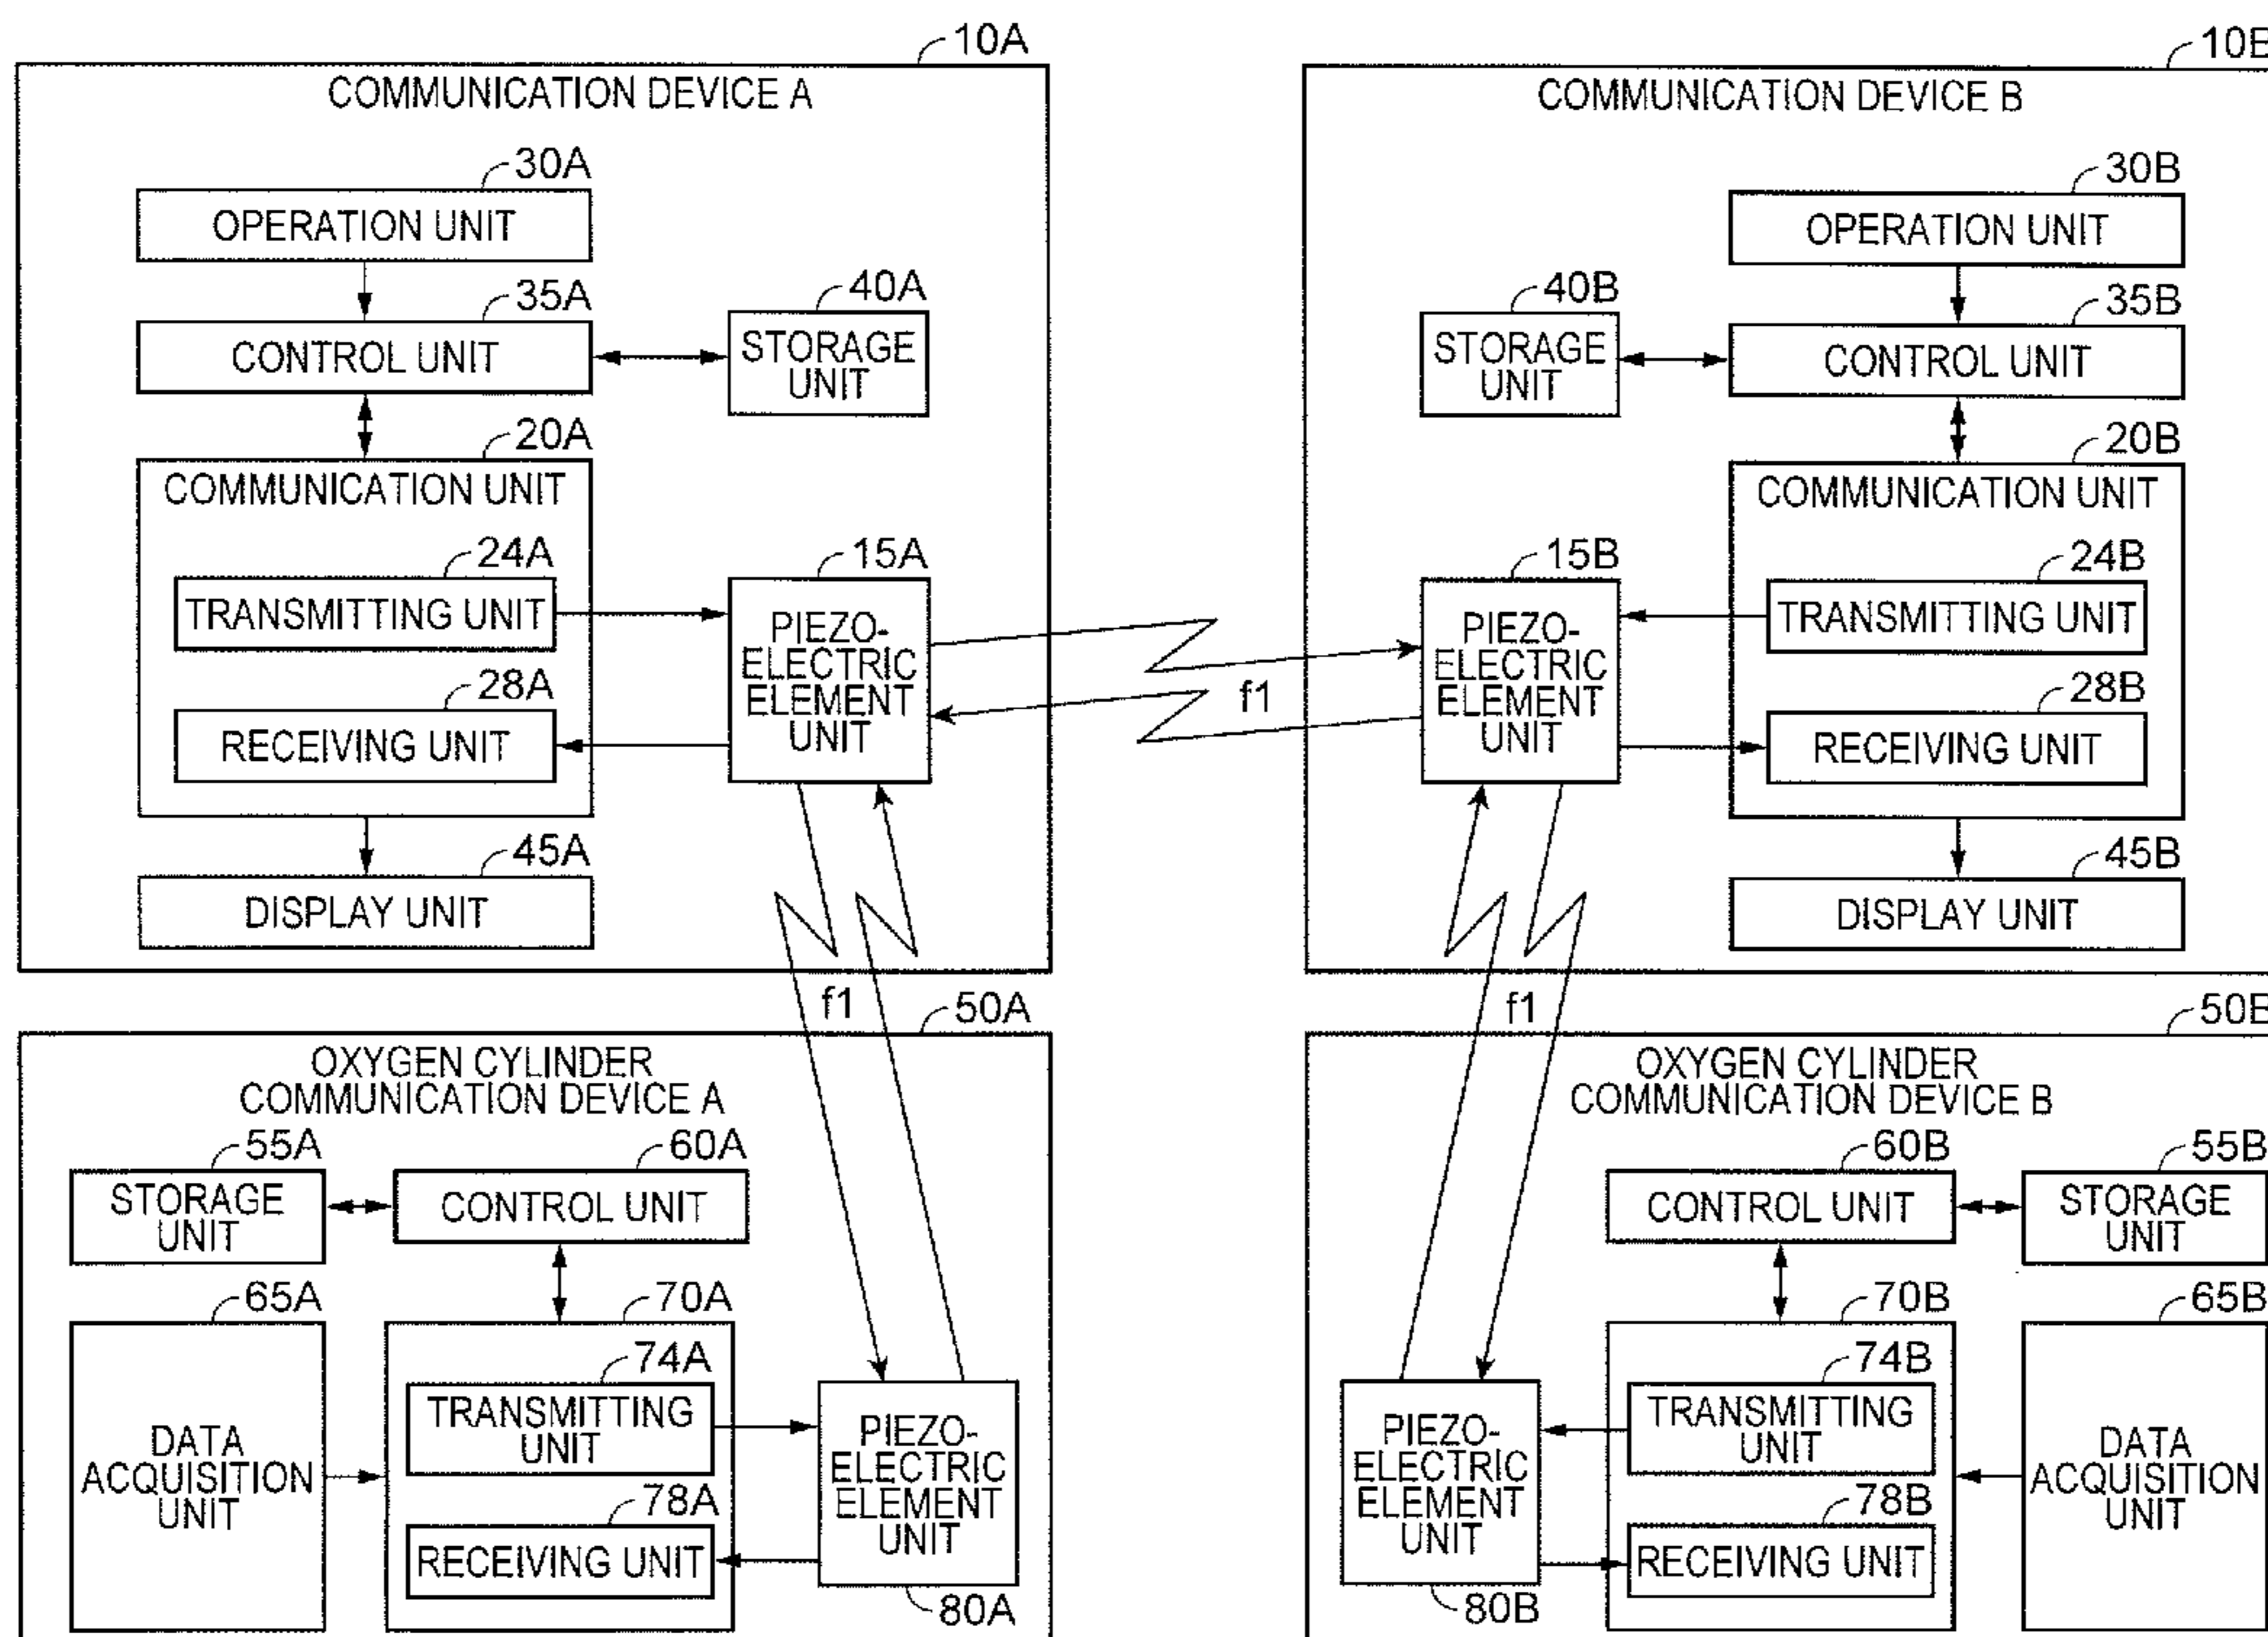 10A
COMMUNICATION DEVICE A
30A
OPERATION UNIT
35A
CONTROL UNIT
40A
STORAGE
UNIT
20A
COMMUNICATION UNIT
24A
TRANSMITTING UNIT
28A
RECEIVING UNIT
15A
PIEZO-
ELECTRIC
ELEMENT
UNIT
45A
DISPLAY UNIT
f1
10B
COMMUNICATION DEVICE B
30B
OPERATION UNIT
40B
STORAGE
UNIT
35B
CONTROL UNIT
20B
COMMUNICATION UNIT
15B
PIEZO-
ELECTRIC
ELEMENT
UNIT
24B
TRANSMITTING UNIT
28B
RECEIVING UNIT
45B
DISPLAY UNIT
f1
f1
50A
OXYGEN CYLINDER
COMMUNICATION DEVICE A
55A
STORAGE
UNIT
60A
CONTROL UNIT
65A
DATA
ACQUISITION
UNIT
70A
74A
TRANSMITTING
UNIT
78A
RECEIVING UNIT
PIEZO-
ELECTRIC
ELEMENT
UNIT
80A
50B
OXYGEN CYLINDER
COMMUNICATION DEVICE B
60B
CONTROL UNIT
55B
STORAGE
UNIT
70B
74B
TRANSMITTING
UNIT
78B
RECEIVING UNIT
65B
DATA
ACQUISITION
UNIT
PIEZO-
ELECTRIC
ELEMENT
UNIT
80B